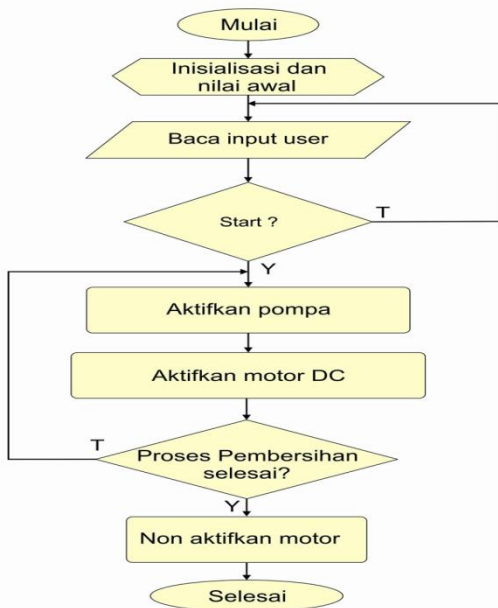 Mulai
Inisialisasi dan
nilai awal
Baca input user
Start ?
T
Y
Aktifkan pompa
Aktifkan motor DC
T
Proses Pembersihan
selesai?
Y
Non aktifkan motor
Selesai